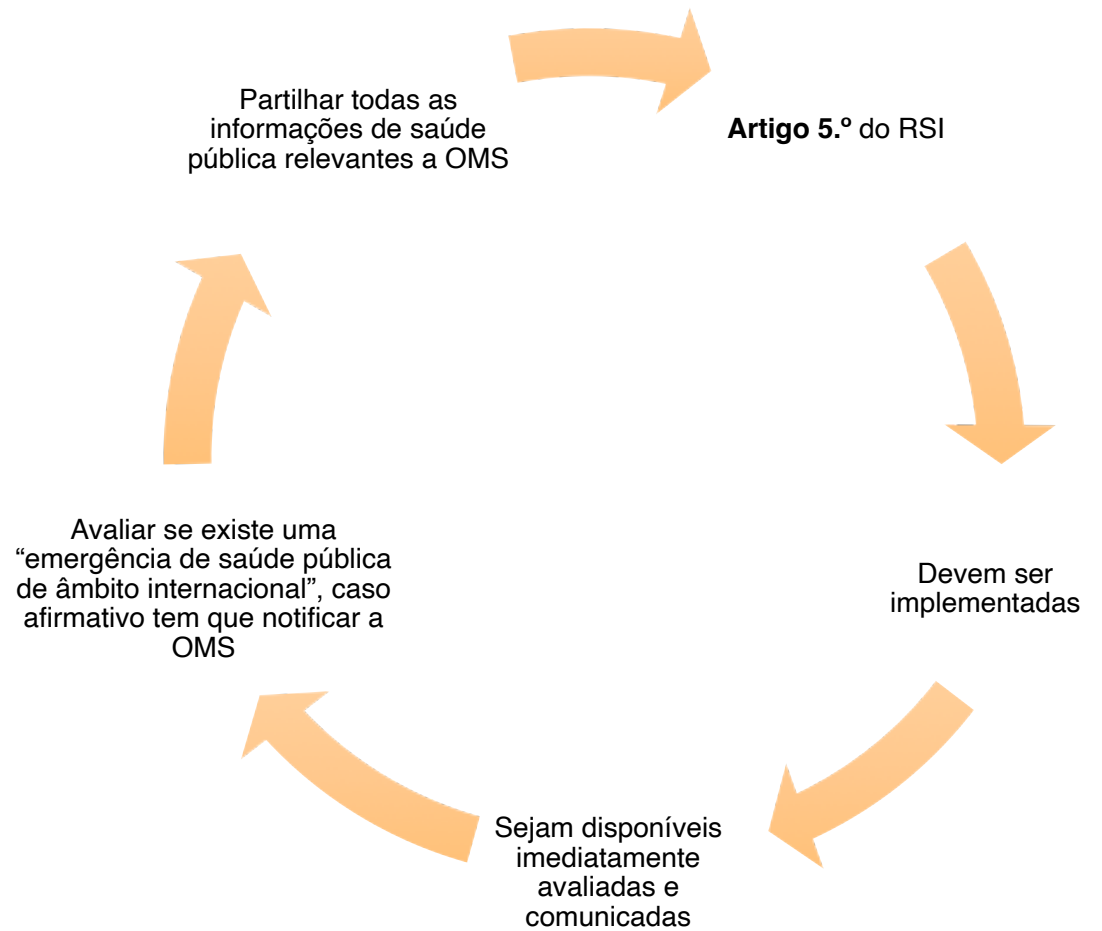 Partilhar todas as
informações de saúde
pública relevantes a OMS
Artigo 5.º do RSI
Devem ser
implementadas
Sejam disponíveis
imediatamente
avaliadas e
comunicadas
Avaliar se existe uma
“emergência de saúde pública
de âmbito internacional”, caso
afirmativo tem que notificar a
OMS